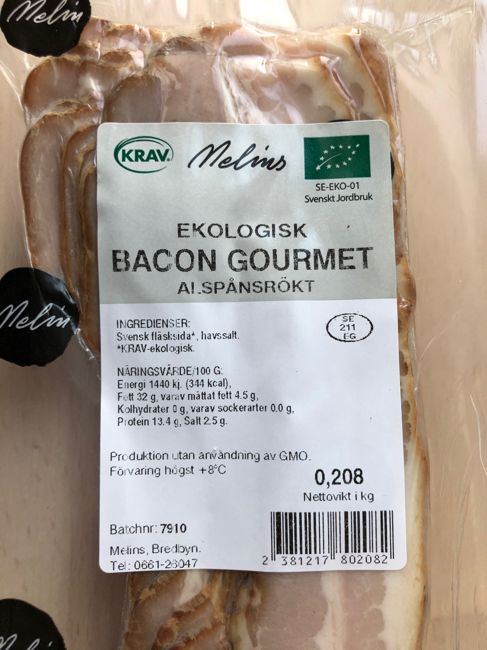 Melins
KRAV
Melins
SE-EKO-01
Svenskt Jordbruk
EKOLOGISK
BACON GOURMET
ALSPÅNSRÖKT
INGREDIENSER:
Svensk fläsksida*, havssalt.
*KRAV-ekologisk.
SE
211
EG
NÄRINGSVÄRDE/100 G:
Energi 1440 kj. (344 kcal),
Fett 32 g, varav mättat fett 4.5 g,
Kolhydrater 0 g, varav sockerarter 0,0 g,
Protein 13.4 g, Salt 2.5 g.
Produktion utan användning av GMO.
Förvaring högst +8°C
0,208
Nettovikt i kg
Batchnr: 7910
Melins, Bredbyn.
Tel: 0661-26047
2 381217 802082
Melin